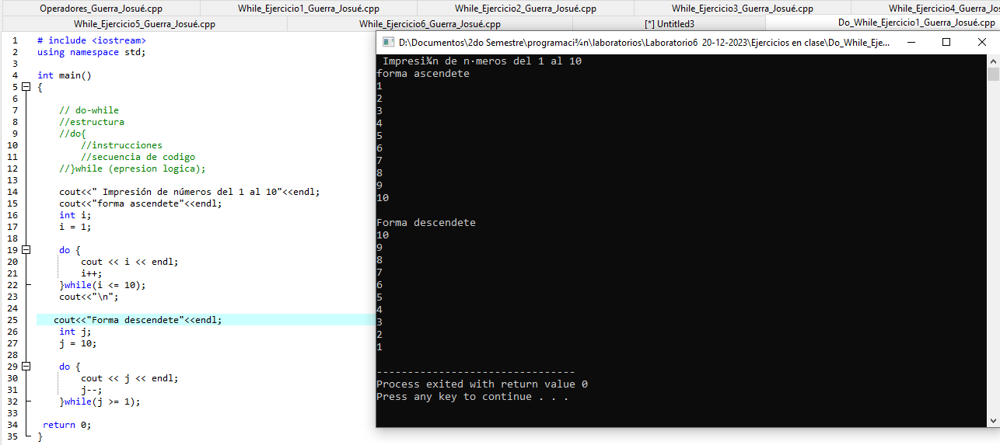 Operadores_Guerra_Josué.cpp While_Ejercicio1_Guerra_Josué.cpp While_Ejercicio2_Guerra_Josué.cpp While_Ejercicio3_Guerra_Josué.cpp While_Ejercicio4_Guerra_Jos
While_Ejercicio5_Guerra_Josué.cpp While_Ejercicio6_Guerra_Josué.cpp [*] Untitled3 Do_While_Ejercicio1_Guerra_Josué.cpp
1 # include <iostream>
2 using namespace std;
3
4 int main()
5 {
6
7 // do-while
8 //estructura
9 //do{
10 //instrucciones
11 //secuencia de codigo
12 //}while (epresion logica);
13
14 cout<<" Impresión de números del 1 al 10"<<endl;
15 cout<<"forma ascendete"<<endl;
16 int i;
17 i = 1;
18
19 do {
20 cout << i << endl;
21 i++;
22 }while(i <= 10);
23 cout<<"\n";
24
25 cout<<"Forma descendete"<<endl;
26 int j;
27 j = 10;
28
29 do {
30 cout << j << endl;
31 j--;
32 }while(j >= 1);
33
34 return 0;
35 }
D:\Documentos\2do Semestre\programaci¾n\laboratorios\Laboratorio6 20-12-2023\Ejercicios en clase\Do_While_Eje...
Impresi¾n de n·meros del 1 al 10
forma ascendete
1
2
3
4
5
6
7
8
9
10
Forma descendete
10
9
8
7
6
5
4
3
2
1
--------------------------------
Process exited with return value 0
Press any key to continue . . .